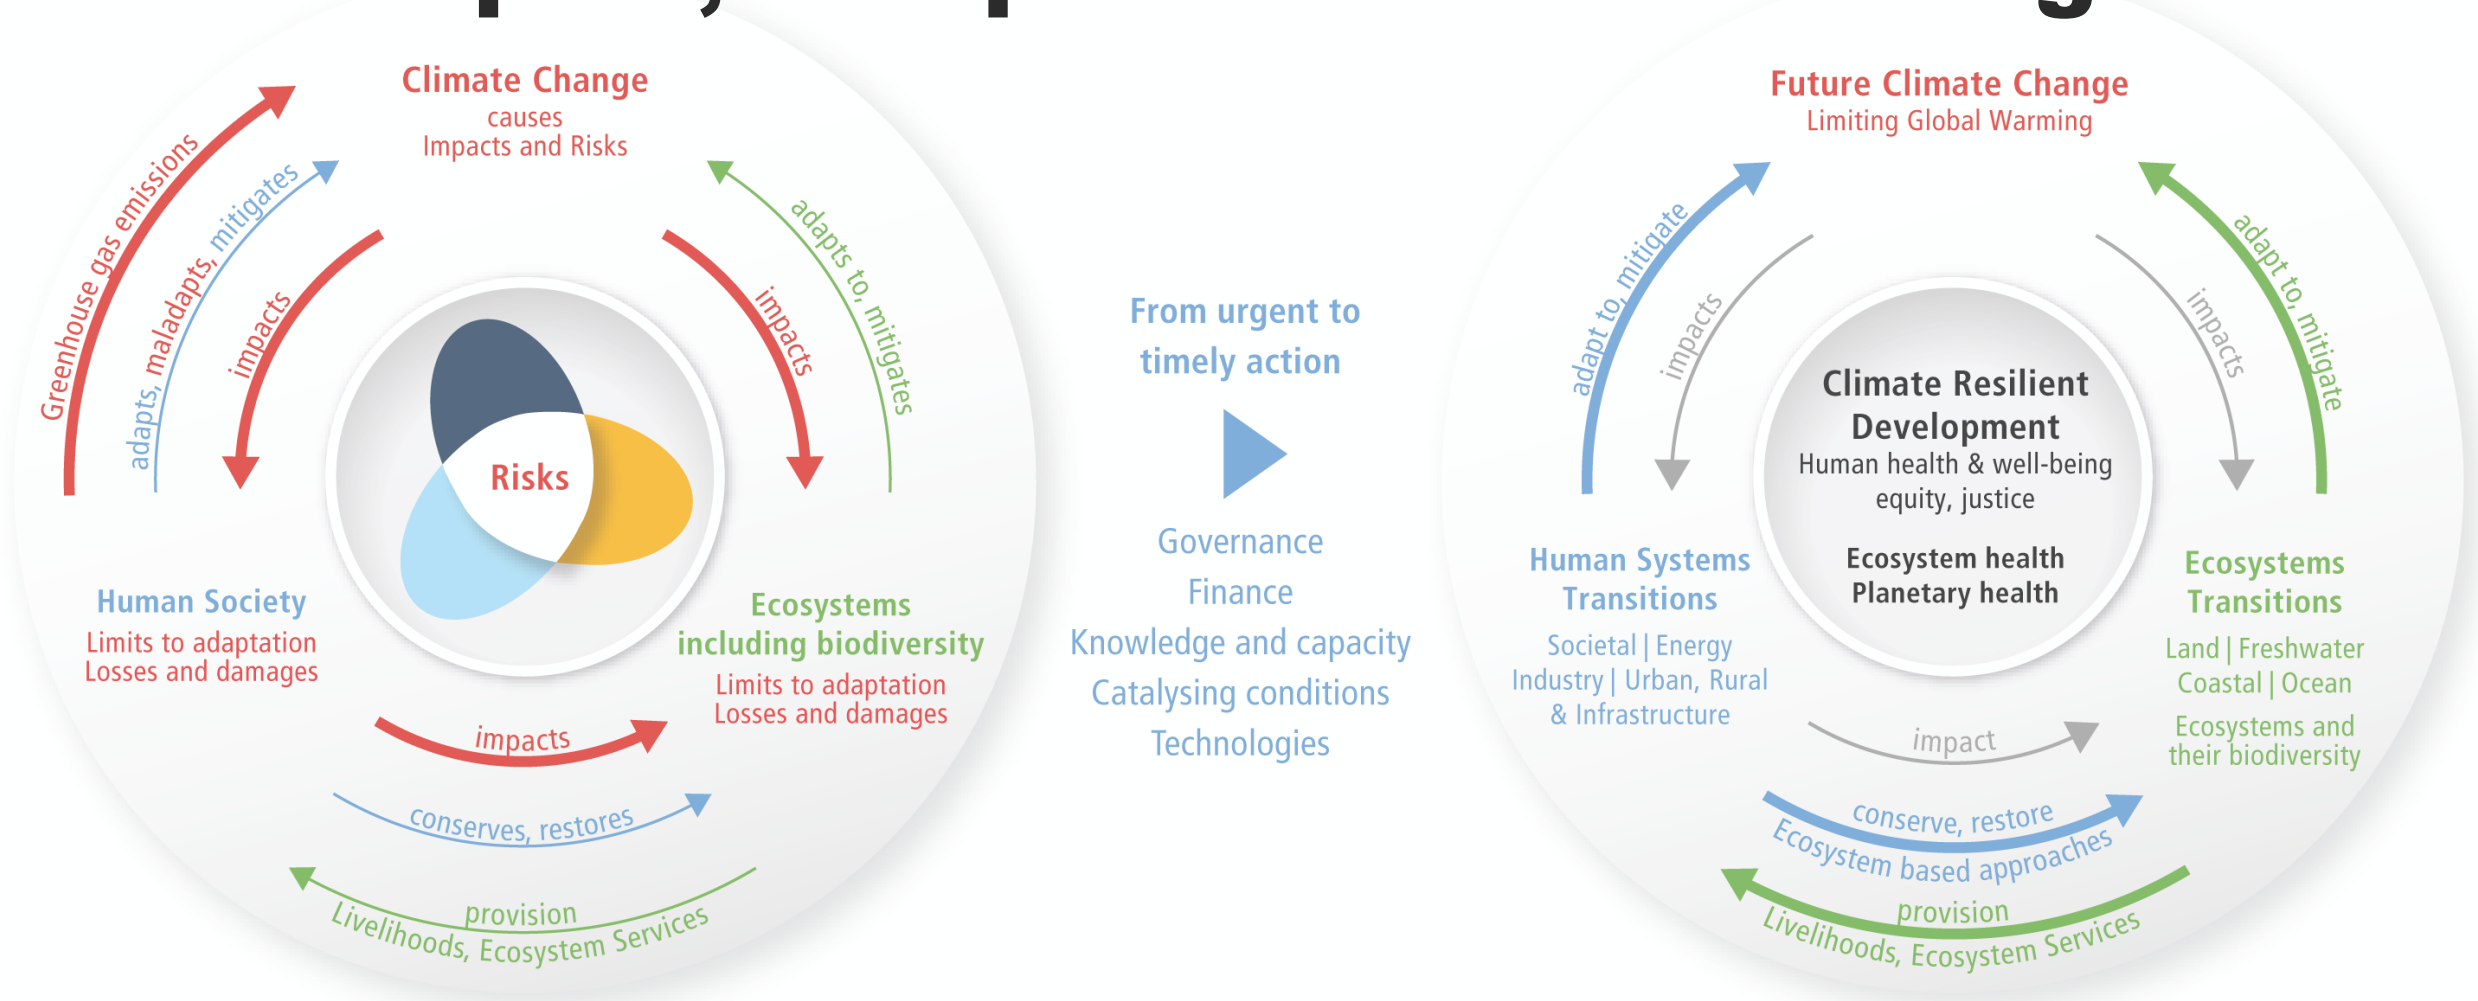 Climate Change
causes
Impacts and Risks
Greenhouse gas emissions
adapts, maladapts, mitigates
impacts
impacts
adapts to, mitigates
Risks
Human Society
Limits to adaptation
Losses and damages
Ecosystems
including biodiversity
Limits to adaptation
Losses and damages
impacts
conserves, restores
provision
Livelihoods, Ecosystem Services
From urgent to
timely action
Governance
Finance
Knowledge and capacity
Catalysing conditions
Technologies
Future Climate Change
Limiting Global Warming
adapt to, mitigate
impacts
impacts
adapt to, mitigate
Climate Resilient
Development
Human health & well-being
equity, justice
Ecosystem health
Planetary health
Human Systems
Transitions
Societal | Energy
Industry | Urban, Rural
& Infrastructure
Ecosystems
Transitions
Land | Freshwater
Coastal | Ocean
Ecosystems and
their biodiversity
impact
conserve, restore
Ecosystem based approaches
provision
Livelihoods, Ecosystem Services